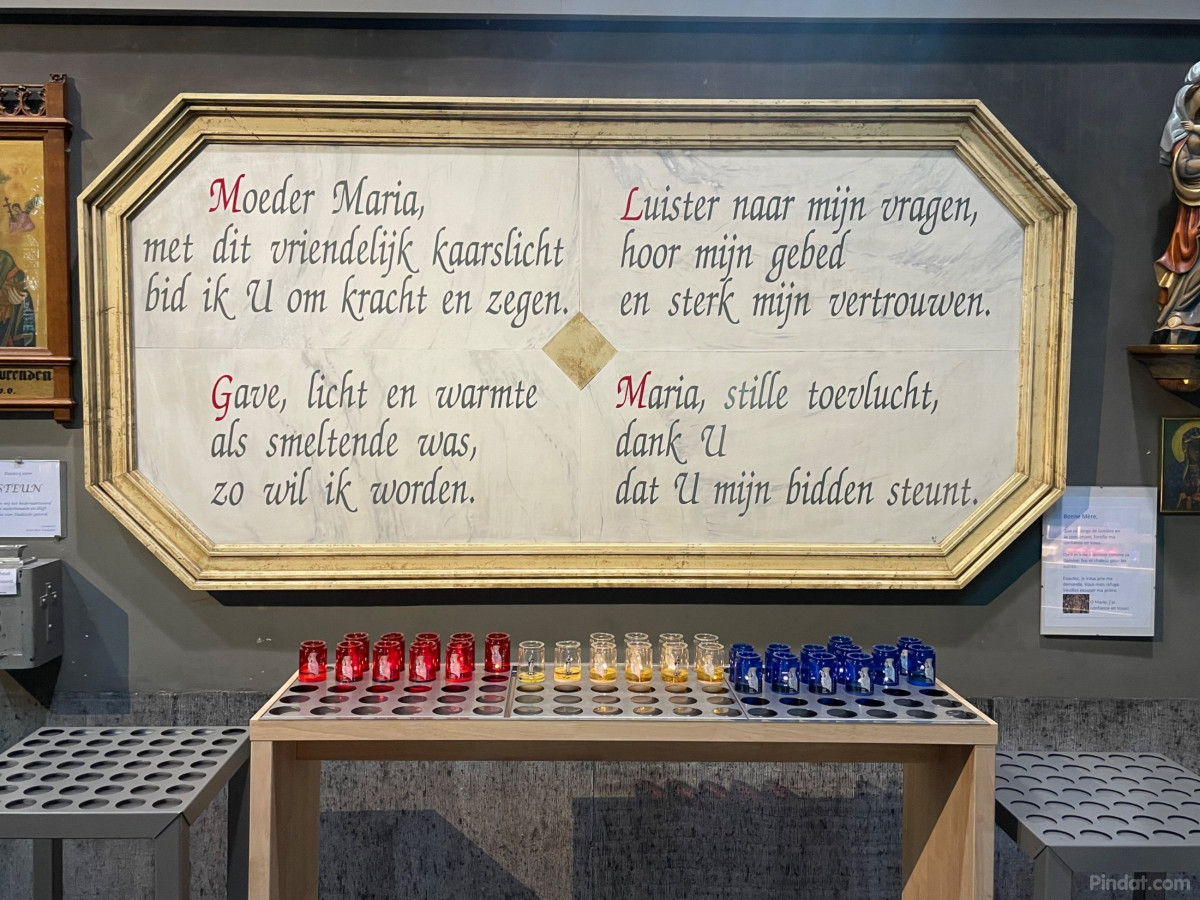 Moeder Maria,
met dit vriendelijk kaarslicht
bid ik U om kracht en zegen.
Luister naar mijn vragen,
hoor mijn gebed
en sterk mijn vertrouwen.
Gave, licht en warmte
als smeltende was,
zo wil ik worden.
Maria, stille toevlucht,
dank U
dat U mijn bidden steunt.
STEUN
Bonne Mère,
Pindat.com